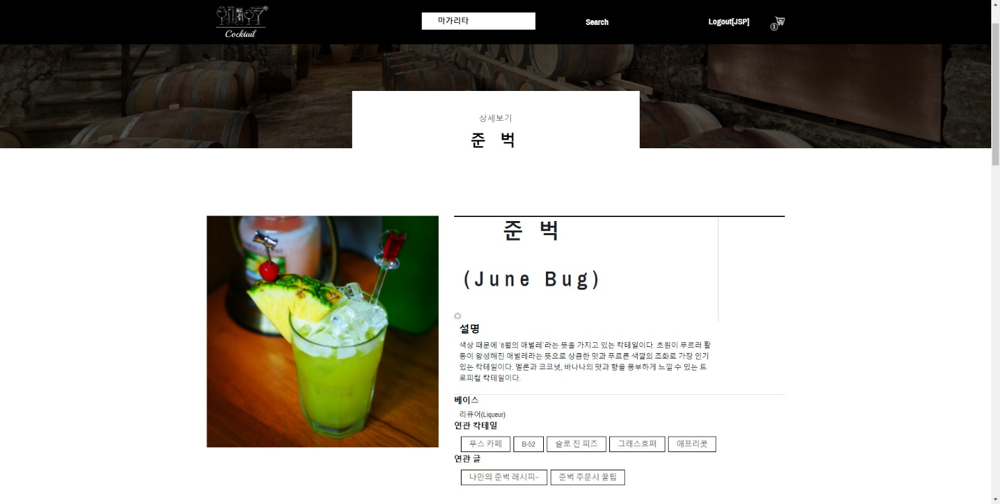 Cocktail
마가리타
Search
Logout[JSP]
1
상세보기
준 벅
준 벅
(June Bug)
설명
색상 때문에 '6월의 애벌레'라는 뜻을 가지고 있는 칵테일이다. 초원이 푸르러 활
동이 왕성해진 애벌레라는 뜻으로 상큼한 맛과 푸르른 색깔의 조화로 가장 인기
있는 칵테일이다. 멜론과 코코넛, 바나나의 맛과 향을 풍부하게 느낄 수 있는 트
로피컬 칵테일이다.
베이스
리큐어(Liqueur)
연관 칵테일
푸스 카페 B-52 슬로 진 피즈 그래스호퍼 애프리콧
연관 글
나만의 준벅 레시피~ 준벅 주문시 꿀팁